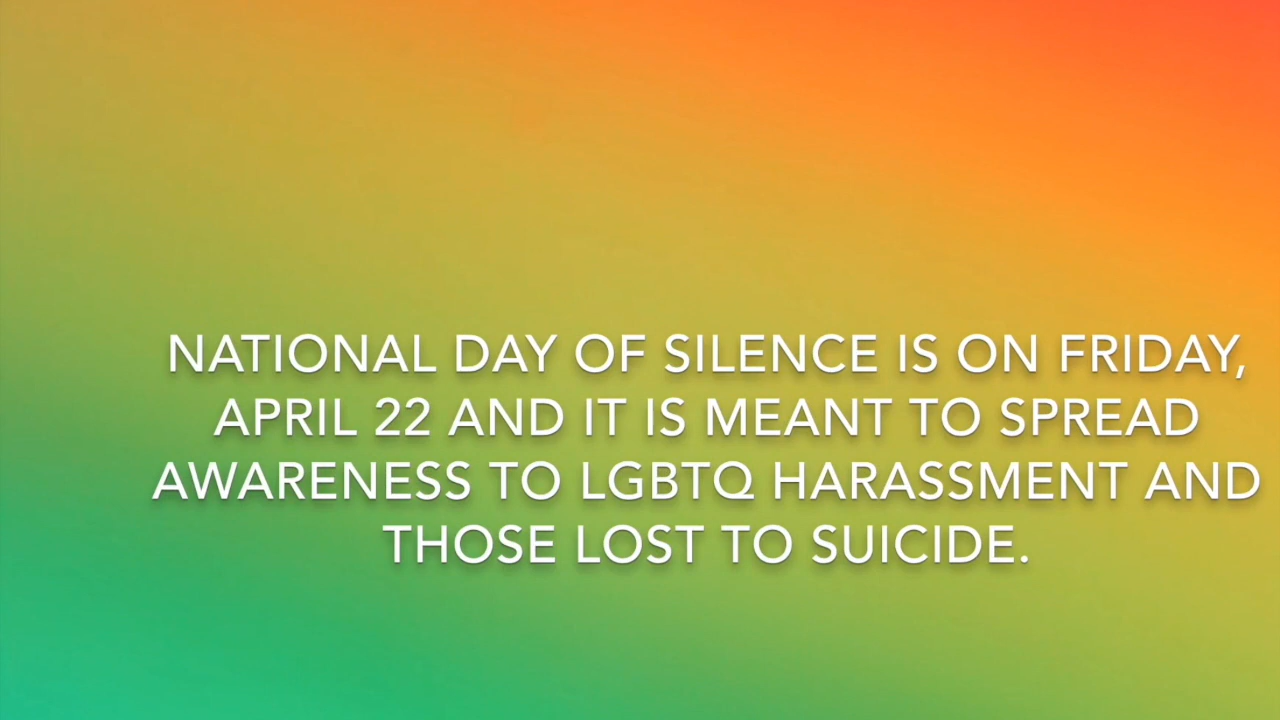 NATIONAL DAY OF SILENCE IS ON FRIDAY,
APRIL 22 AND IT IS MEANT TO SPREAD
AWARENESS TO LGBTQ HARASSMENT AND
THOSE LOST TO SUICIDE.